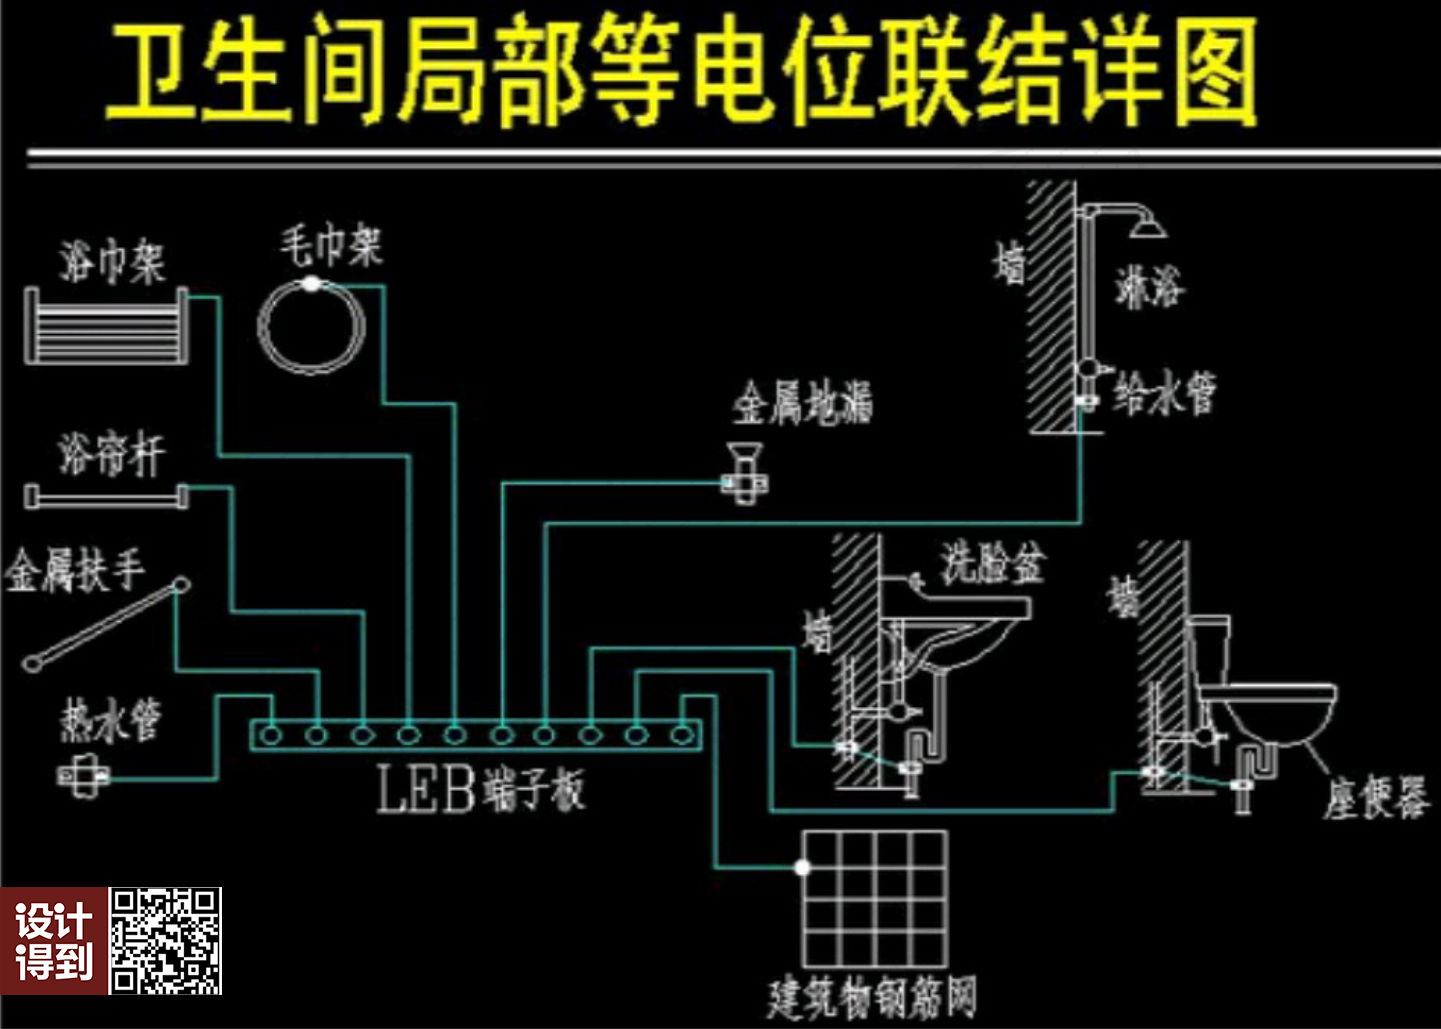 卫生间局部等电位联结详图
浴巾架
毛巾架
墙
淋浴
给水管
金属地漏
浴帘杆
金属扶手
洗脸盆
墙
墙
热水管
LEB端子板
座便器
建筑物钢筋网
设计
得到